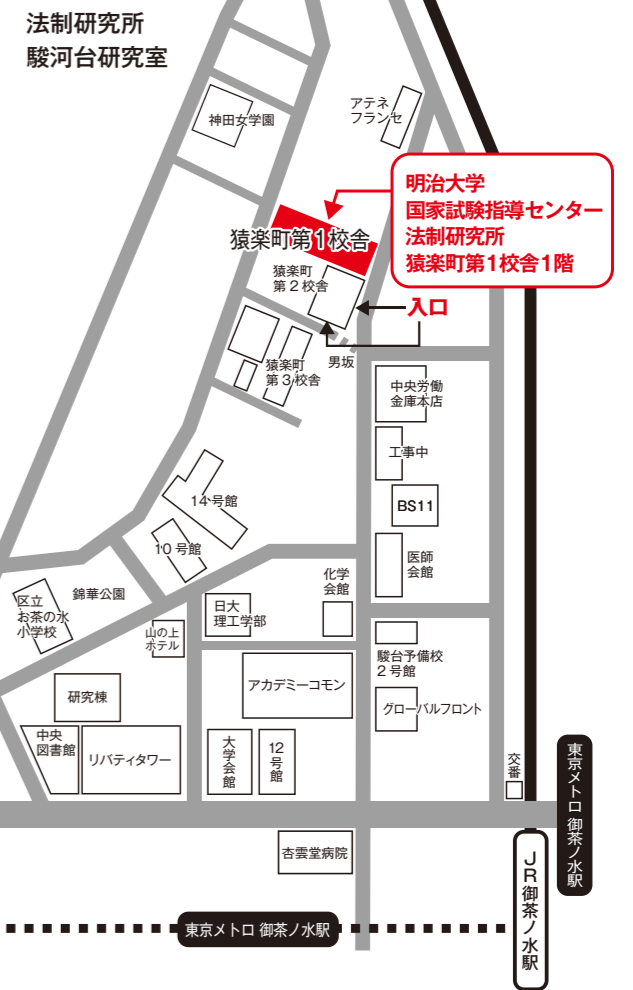 法制研究所
駿河台研究室
神田女学園
アテネ
フランセ
明治大学
国家試験指導センター
法制研究所
猿楽町第1校舎1階
猿楽町第1校舎
猿楽町
第2校舎
入口
男坂
猿楽町
第3校舎
中央労働
金庫本店
工事中
14号館
BS11
10号館
医師
会館
化学
会館
区立
お茶の水
小学校
錦華公園
日大
理工学部
山の上
ホテル
駿台予備校
2号館
アカデミーコモン
研究棟
グローバルフロント
中央
図書館
リバティタワー
大学会館
12号館
交番
東京メトロ 御茶ノ水駅
杏雲堂病院
JR御茶ノ水駅
東京メトロ 御茶ノ水駅